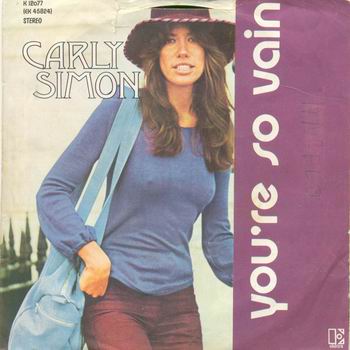 K 12077
(EK 45824)
STEREO
CARLY
SIMON
you're so vain